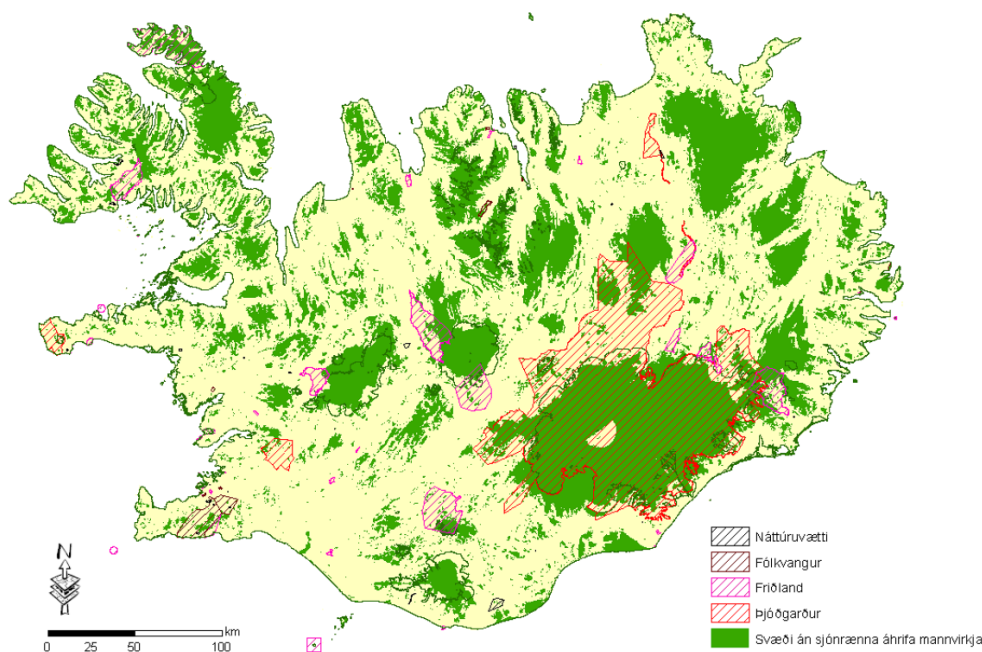 Náttúruvætti
Fólkvangur
Friðland
Þjóðgarður
Svæði án sjónrænna áhrifa mannvirkja
N
km
0 25 50 100